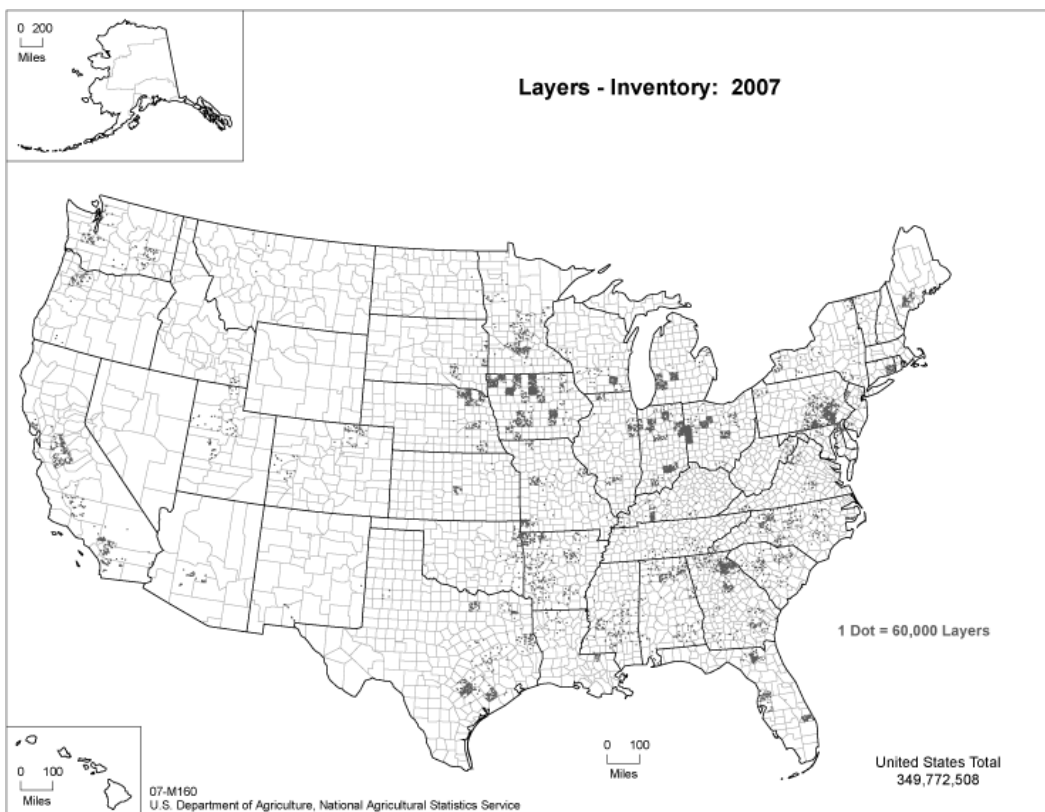 0 200
Miles
Layers - Inventory: 2007
1 Dot = 60,000 Layers
0 100
Miles
0 100
Miles
United States Total
349,772,508
07-M160
U.S. Department of Agriculture, National Agricultural Statistics Service